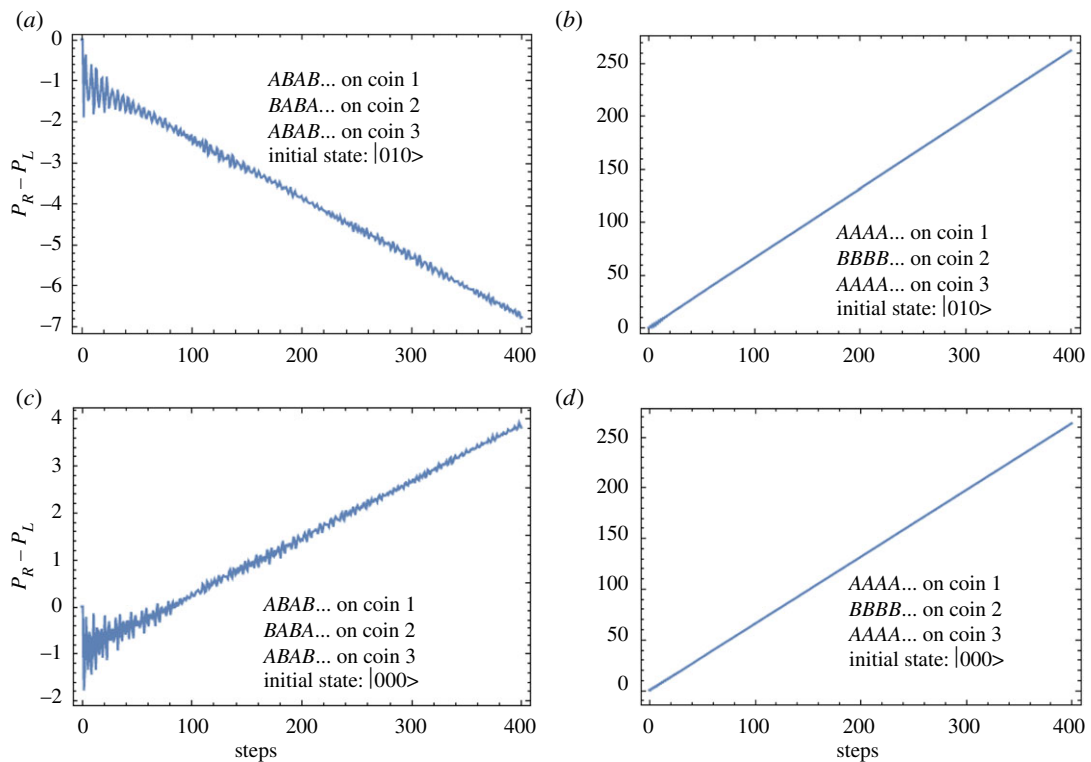 (a)
0
–1
–2
–3
–4
–5
–6
–7
P_R – P_L
ABAB... on coin 1
BABA... on coin 2
ABAB... on coin 3
initial state: |010>
0 100 200 300 400
(b)
250
200
150
100
50
0
AAAA... on coin 1
BBBB... on coin 2
AAAA... on coin 3
initial state: |010>
0 100 200 300 400
(c)
4
3
2
1
0
–1
–2
P_R – P_L
ABAB... on coin 1
BABA... on coin 2
ABAB... on coin 3
initial state: |000>
0 100 200 300 400
steps
(d)
250
200
150
100
50
0
AAAA... on coin 1
BBBB... on coin 2
AAAA... on coin 3
initial state: |000>
0 100 200 300 400
steps